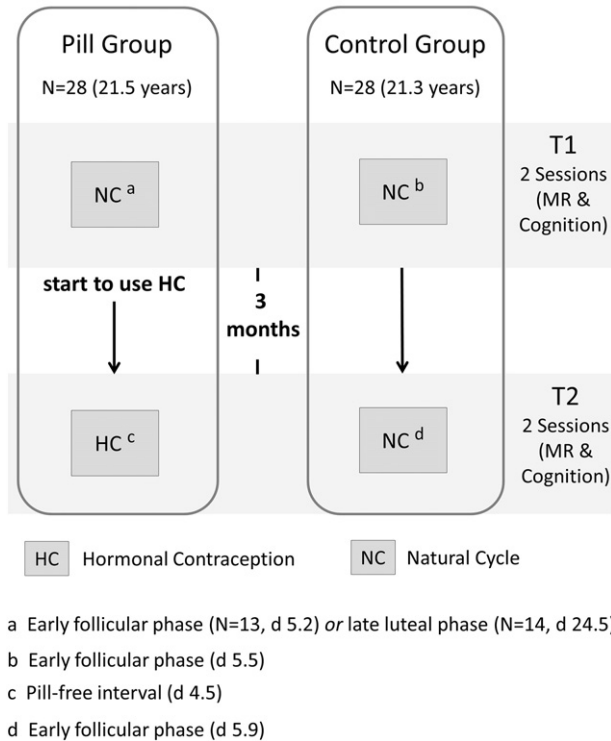 Pill Group
N=28 (21.5 years)
Control Group
N=28 (21.3 years)
NC a
NC b
T1
2 Sessions
(MR &
Cognition)
start to use HC
3
months
HC c
NC d
T2
2 Sessions
(MR &
Cognition)
HC Hormonal Contraception
NC Natural Cycle
a Early follicular phase (N=13, d 5.2) or late luteal phase (N=14, d 24.5)
b Early follicular phase (d 5.5)
c Pill-free interval (d 4.5)
d Early follicular phase (d 5.9)